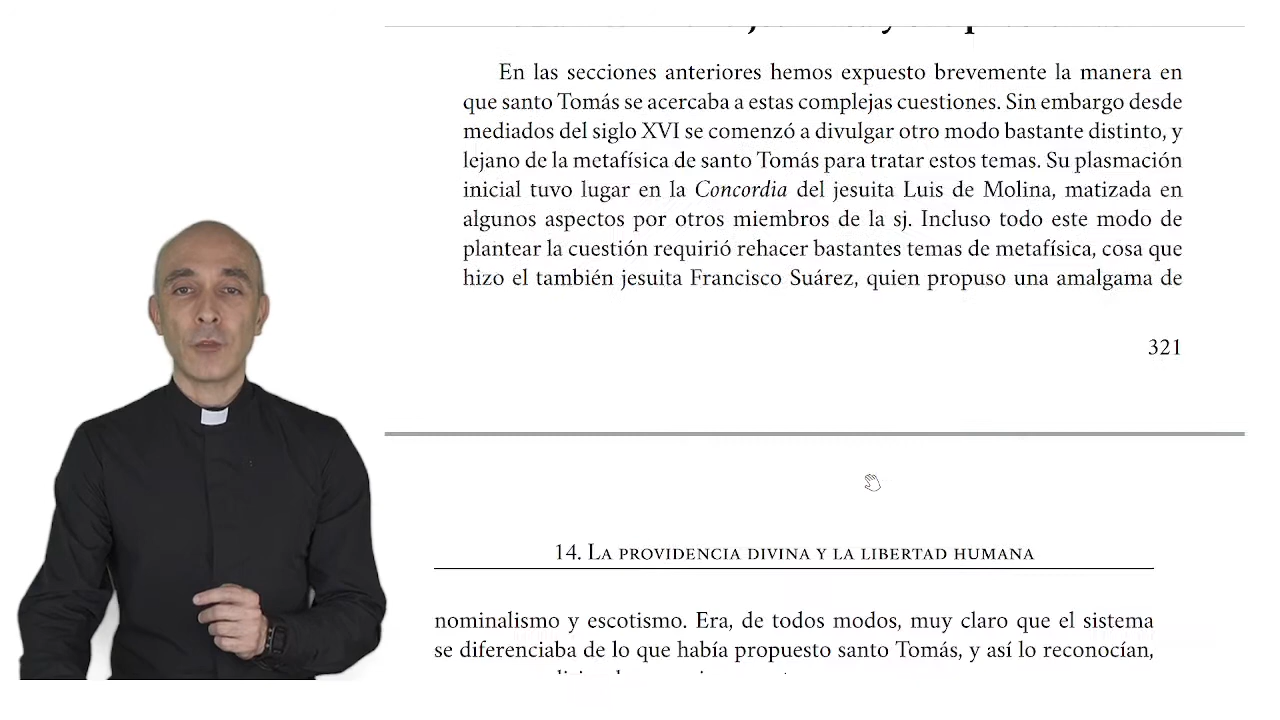 En las secciones anteriores hemos expuesto brevemente la manera en
que santo Tomás se acercaba a estas complejas cuestiones. Sin embargo desde
mediados del siglo XVI se comenzó a divulgar otro modo bastante distinto, y
lejano de la metafísica de santo Tomás para tratar estos temas. Su plasmación
inicial tuvo lugar en la Concordia del jesuita Luis de Molina, matizada en
algunos aspectos por otros miembros de la sj. Incluso todo este modo de
plantear la cuestión requirió rehacer bastantes temas de metafísica, cosa que
hizo el también jesuita Francisco Suárez, quien propuso una amalgama de
321
14. La providencia divina y la libertad humana
nominalismo y escotismo. Era, de todos modos, muy claro que el sistema
se diferenciaba de lo que había propuesto santo Tomás, y así lo reconocían,